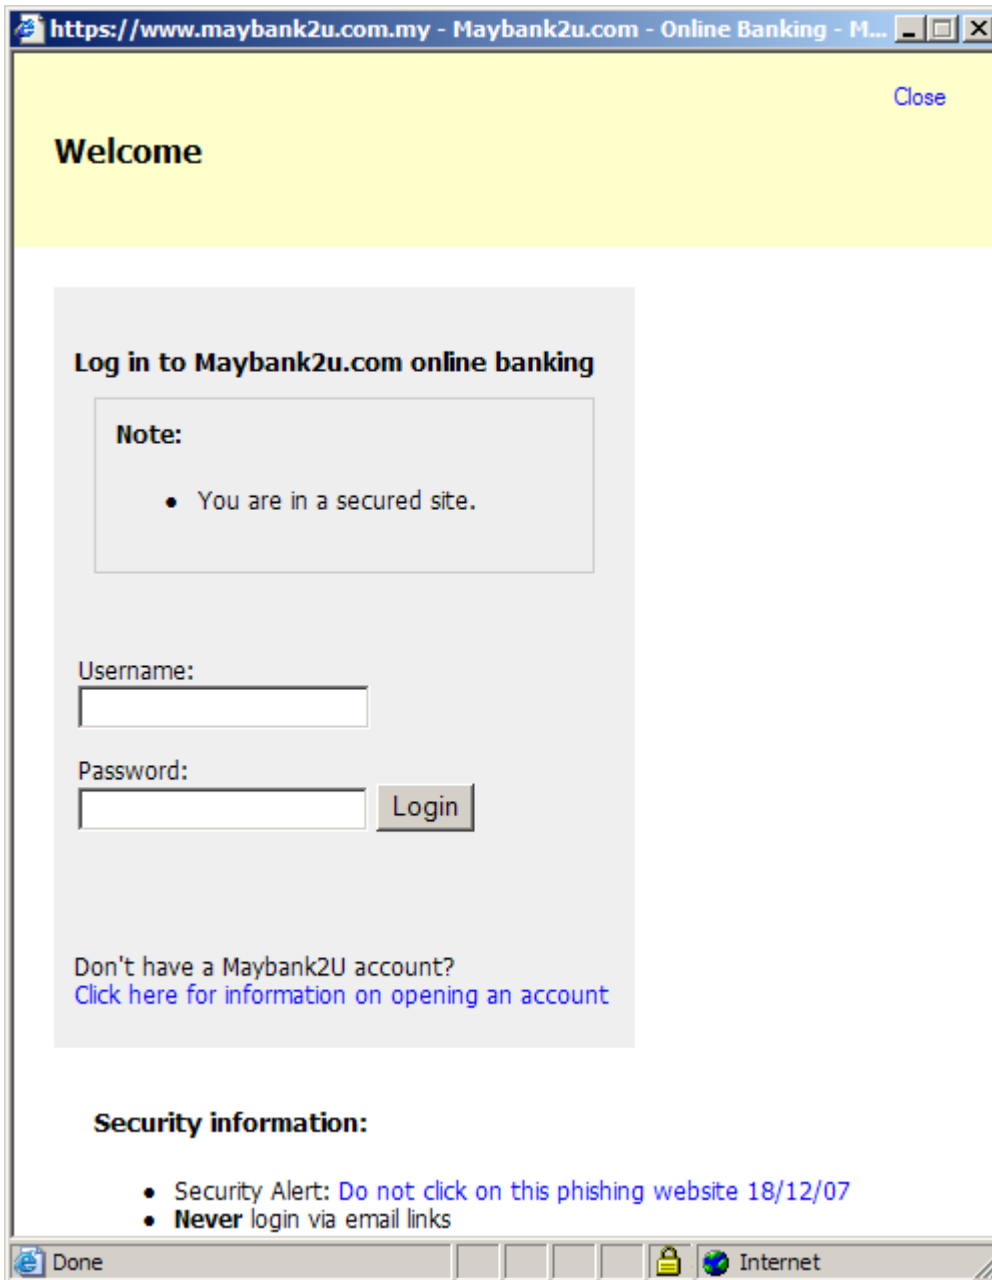 https://www.maybank2u.com.my - Maybank2u.com - Online Banking - M...
Close
Welcome
Log in to Maybank2u.com online banking
Note:
• You are in a secured site.
Username:
Password:
Login
Don't have a Maybank2U account?
Click here for information on opening an account
Security information:
• Security Alert: Do not click on this phishing website 18/12/07
• Never login via email links
Done
Internet